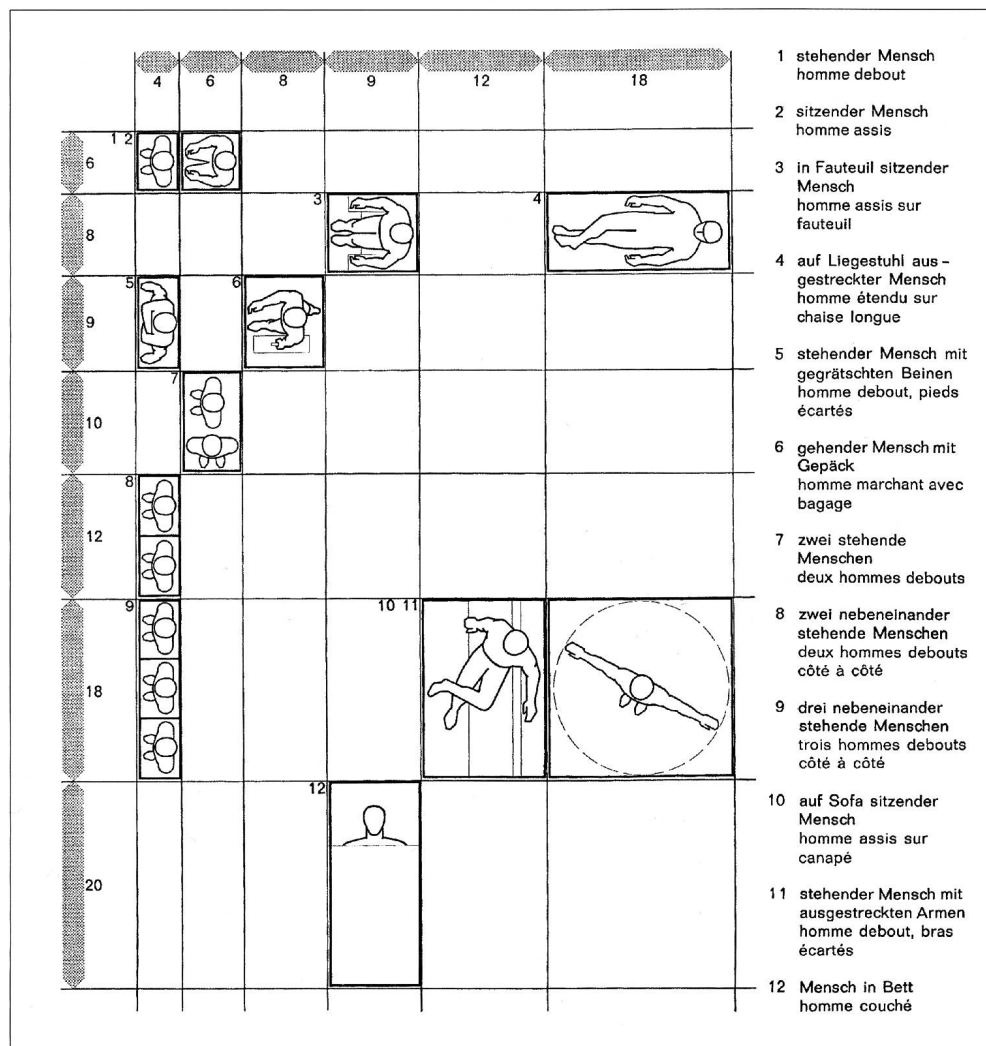 4 6 8 9 12 18
1 2
6
3 4
8
5 6
9
7
10
8
12
9 10 11
18
12
20
1 stehender Mensch
homme debout
2 sitzender Mensch
homme assis
3 in Fauteuil sitzender
Mensch
homme assis sur
fauteuil
4 auf Liegestuhl aus-
gestreckter Mensch
homme étendu sur
chaise longue
5 stehender Mensch mit
gegrätschten Beinen
homme debout, pieds
écartés
6 gehender Mensch mit
Gepäck
homme marchant avec
bagage
7 zwei stehende
Menschen
deux hommes debouts
8 zwei nebeneinander
stehende Menschen
deux hommes debouts
côté à côté
9 drei nebeneinander
stehende Menschen
trois hommes debouts
côté à côté
10 auf Sofa sitzender
Mensch
homme assis sur
canapé
11 stehender Mensch mit
ausgestreckten Armen
homme debout, bras
écartés
12 Mensch in Bett
homme couché